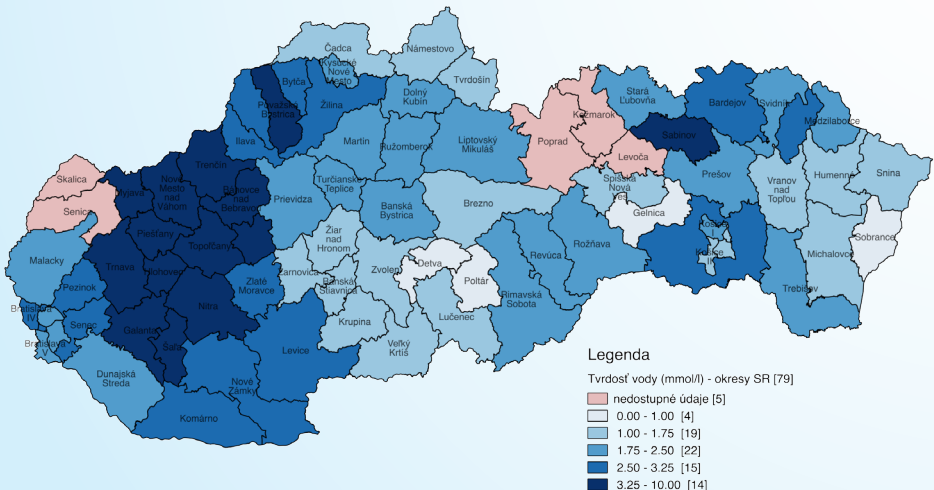 Čadca
Námestovo
Kysucké
Nové
Mesto
Tvrdošín
Bytča
Dolný
Kubín
Stará
Ľubovňa
Považská
Bystrica
Žilina
Bardejov
Svidník
Kežmarok
Medzilaborce
Ilava
Martin
Ružomberok
Liptovský
Mikuláš
Poprad
Sabinov
Levoča
Trenčín
Skalica
Myjava
Nové
Mesto
nad
Váhom
Bánovce
nad
Bebravou
Turčianske
Teplice
Prievidza
Spišská
Nová
Ves
Prešov
Vranov
nad
Topľou
Humenné
Snina
Senica
Banská
Bystrica
Brezno
Gelnica
Piešťany
Topoľčany
Žiar
nad
Hronom
Rožňava
Košice
I
Košice
Sobrance
Malacky
Trnava
Hlohovec
Žarnovica
Banská
Štiavnica
Zvolen
Detva
Revúca
Michalovce
Pezinok
Zlaté
Moravce
Poltár
Rimavská
Sobota
Trebišov
Bratislava
IV
Senec
Nitra
Galanta
Krupina
Lučenec
Bratislava
V
Šaľa
Levice
Veľký
Krtíš
Dunajská
Streda
Nové
Zámky
Komárno
Legenda
Tvrdosť vody (mmol/l) - okresy SR [79]
nedostupné údaje [5]
0.00 - 1.00 [4]
1.00 - 1.75 [19]
1.75 - 2.50 [22]
2.50 - 3.25 [15]
3.25 - 10.00 [14]